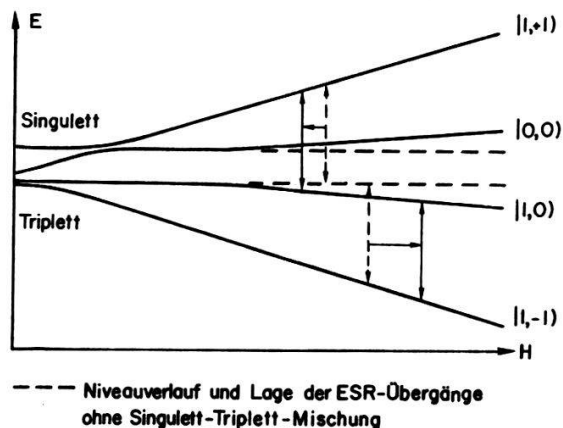 E
|1,+1)
Singulett
|0,0)
|1,0)
Triplett
|1,-1)
H
Niveauverlauf und Lage der ESR-Übergänge
ohne Singulett-Triplett-Mischung